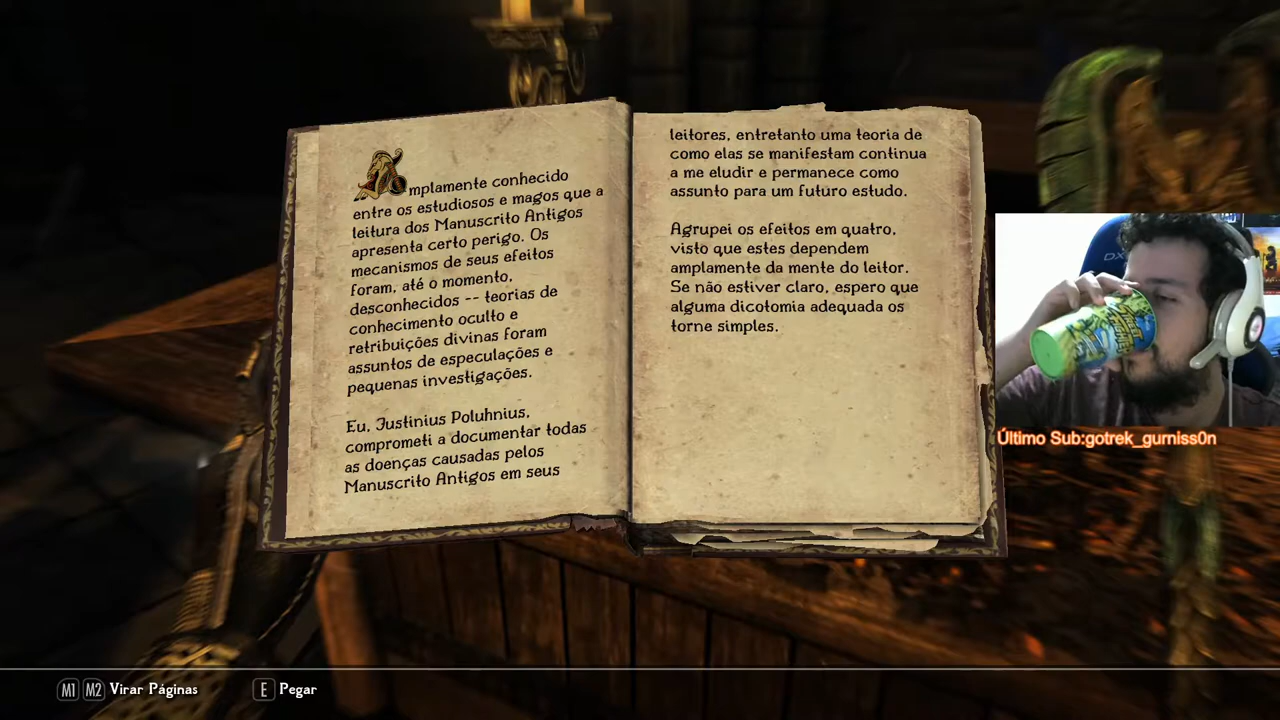 Amplamente conhecido
entre os estudiosos e magos que a
leitura dos Manuscrito Antigos
apresenta certo perigo. Os
mecanismos de seus efeitos
foram, até o momento,
desconhecidos -- teorias de
conhecimento oculto e
retribuições divinas foram
assuntos de especulações e
pequenas investigações.
Eu, Justinius Poluhnius,
comprometi a documentar todas
as doenças causadas pelos
Manuscrito Antigos em seus
leitores, entretanto uma teoria de
como elas se manifestam continua
a me eludir e permanece como
assunto para um futuro estudo.
Agrupei os efeitos em quatro,
visto que estes dependem
amplamente da mente do leitor.
Se não estiver claro, espero que
alguma dicotomia adequada os
torne simples.
DX
Último Sub:gotrek_gurniss0n
M1 M2 Virar Páginas
E Pegar